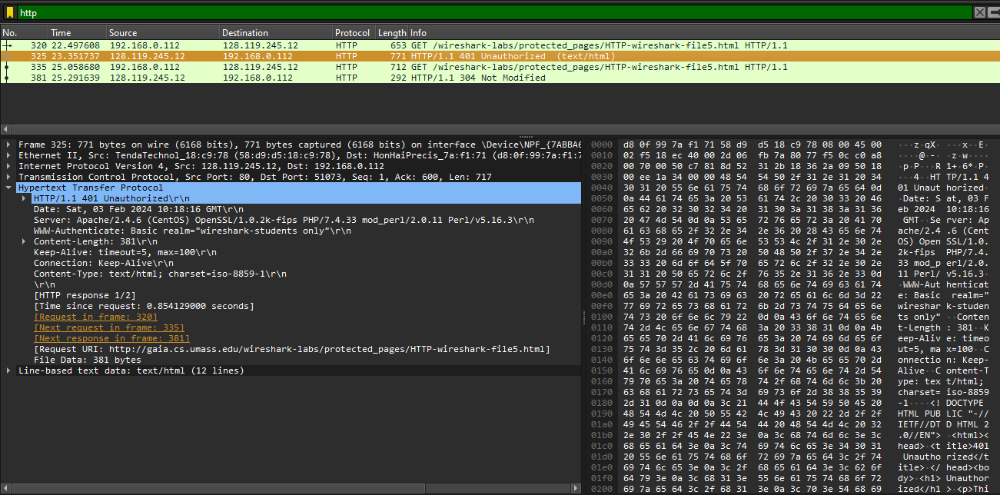 http
No. Time Source Destination Protocol Length Info
320 22.497608 192.168.0.112 128.119.245.12 HTTP 653 GET /wireshark-labs/protected_pages/HTTP-wireshark-file5.html HTTP/1.1
325 23.351737 128.119.245.12 192.168.0.112 HTTP 771 HTTP/1.1 401 Unauthorized (text/html)
335 25.058680 192.168.0.112 128.119.245.12 HTTP 712 GET /wireshark-labs/protected_pages/HTTP-wireshark-file5.html HTTP/1.1
381 25.291639 128.119.245.12 192.168.0.112 HTTP 292 HTTP/1.1 304 Not Modified
Frame 325: 771 bytes on wire (6168 bits), 771 bytes captured (6168 bits) on interface \Device\NPF_{7ABBA6
Ethernet II, Src: TendaTechnol_18:c9:78 (58:d9:d5:18:c9:78), Dst: HonHaiPrecis_7a:f1:71 (d8:0f:99:7a:f1:7
Internet Protocol Version 4, Src: 128.119.245.12, Dst: 192.168.0.112
Transmission Control Protocol, Src Port: 80, Dst Port: 51073, Seq: 1, Ack: 600, Len: 717
Hypertext Transfer Protocol
HTTP/1.1 401 Unauthorized\r\n
Date: Sat, 03 Feb 2024 10:18:16 GMT\r\n
Server: Apache/2.4.6 (CentOS) OpenSSL/1.0.2k-fips PHP/7.4.33 mod_perl/2.0.11 Perl/v5.16.3\r\n
WWW-Authenticate: Basic realm="wireshark-students only"\r\n
Content-Length: 381\r\n
Keep-Alive: timeout=5, max=100\r\n
Connection: Keep-Alive\r\n
Content-Type: text/html; charset=iso-8859-1\r\n
\r\n
[HTTP response 1/2]
[Time since request: 0.854129000 seconds]
[Request in frame: 320]
[Next request in frame: 335]
[Next response in frame: 381]
[Request URI: http://gaia.cs.umass.edu/wireshark-labs/protected_pages/HTTP-wireshark-file5.html]
File Data: 381 bytes
Line-based text data: text/html (12 lines)
0000 d8 0f 99 7a f1 71 58 d9 d5 18 c9 78 08 00 45 00 ···z·qX· ···x··E·
0010 02 f5 18 ec 40 00 2d 06 fb 7a 80 77 f5 0c c0 a8 ····@·-· ·z·w····
0020 00 70 00 50 c7 81 8d 52 31 2b 18 36 2a 09 50 18 ·p·P···R 1+·6*·P·
0030 00 ee 1a 34 00 00 48 54 54 50 2f 31 2e 31 20 34 ···4··HT TP/1.1 4
0040 30 31 20 55 6e 61 75 74 68 6f 72 69 7a 65 64 0d 01 Unaut horized·
0050 0a 44 61 74 65 3a 20 53 61 74 2c 20 30 33 20 46 ·Date: S at, 03 F
0060 65 62 20 32 30 32 34 20 31 30 3a 31 38 3a 31 36 eb 2024 10:18:16
0070 20 47 4d 54 0d 0a 53 65 72 76 65 72 3a 20 41 70 GMT··Se rver: Ap
0080 61 63 68 65 2f 32 2e 34 2e 36 20 28 43 65 6e 74 ache/2.4 .6 (Cent
0090 4f 53 29 20 4f 70 65 6e 53 53 4c 2f 31 2e 30 2e OS) Open SSL/1.0.
00a0 32 6b 2d 66 69 70 73 20 50 48 50 2f 37 2e 34 2e 2k-fips PHP/7.4.
00b0 33 33 20 6d 6f 64 5f 70 65 72 6c 2f 32 2e 30 2e 33 mod_p erl/2.0.
00c0 31 31 20 50 65 72 6c 2f 76 35 2e 31 36 2e 33 0d 11 Perl/ v5.16.3·
00d0 0a 57 57 57 2d 41 75 74 68 65 6e 74 69 63 61 74 ·WWW-Aut henticat
00e0 65 3a 20 42 61 73 69 63 20 72 65 61 6c 6d 3d 22 e: Basic realm="
00f0 77 69 72 65 73 68 61 72 6b 2d 73 74 75 64 65 6e wireshar k-studen
0100 74 73 20 6f 6e 6c 79 22 0d 0a 43 6f 6e 74 65 6e ts only" ··Conten
0110 74 2d 4c 65 6e 67 74 68 3a 20 33 38 31 0d 0a 4b t-Length : 381··K
0120 65 65 70 2d 41 6c 69 76 65 3a 20 74 69 6d 65 6f eep-Aliv e: timeo
0130 75 74 3d 35 2c 20 6d 61 78 3d 31 30 30 0d 0a 43 ut=5, ma x=100··C
0140 6f 6e 6e 65 63 74 69 6f 6e 3a 20 4b 65 65 70 2d onnectio n: Keep-
0150 41 6c 69 76 65 0d 0a 43 6f 6e 74 65 6e 74 2d 54 Alive··C ontent-T
0160 79 70 65 3a 20 74 65 78 74 2f 68 74 6d 6c 3b 20 ype: tex t/html;
0170 63 68 61 72 73 65 74 3d 69 73 6f 2d 38 38 35 39 charset= iso-8859
0180 2d 31 0d 0a 0d 0a 3c 21 44 4f 43 54 59 50 45 20 -1····<! DOCTYPE
0190 48 54 4d 4c 20 50 55 42 4c 49 43 20 22 2d 2f 2f HTML PUB LIC "-//
01a0 49 45 54 46 2f 2f 44 54 44 20 48 54 4d 4c 20 32 IETF//DT D HTML 2
01b0 2e 30 2f 2f 45 4e 22 3e 0a 3c 68 74 6d 6c 3e 3c .0//EN"> ·<html><
01c0 68 65 61 64 3e 0a 3c 74 69 74 6c 65 3e 34 30 31 head>·<t itle>401
01d0 20 55 6e 61 75 74 68 6f 72 69 7a 65 64 3c 2f 74 Unautho rized</t
01e0 69 74 6c 65 3e 0a 3c 2f 68 65 61 64 3e 3c 62 6f itle>·</ head><bo
01f0 64 79 3e 0a 3c 68 31 3e 55 6e 61 75 74 68 6f 72 dy>·<h1> Unauthor
0200 69 7a 65 64 3c 2f 68 31 3e 0a 3c 70 3e 54 68 69 ized</h1 >·<p>Thi